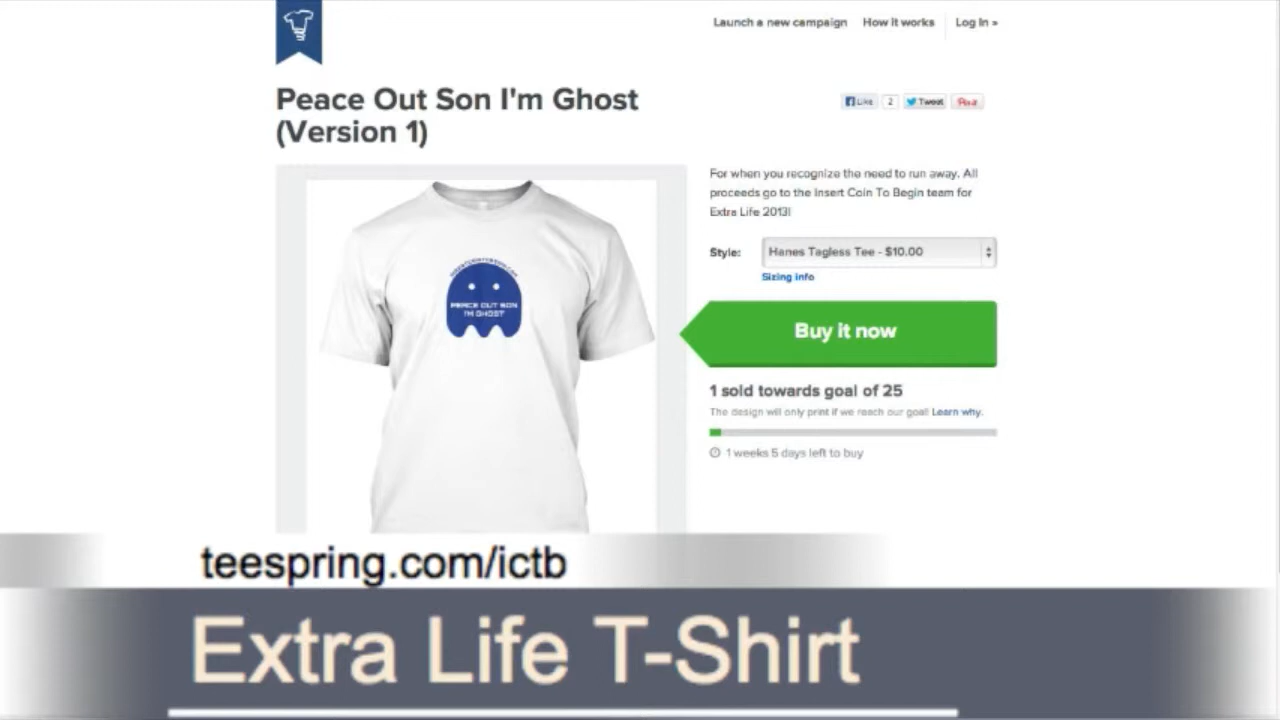 Launch a new campaign How it works Log In »
Peace Out Son I'm Ghost
(Version 1)
Like 2 Tweet Pin it
For when you recognize the need to run away. All
proceeds go to the Insert Coin To Begin team for
Extra Life 2013!
Style: Hanes Tagless Tee - $10.00
Sizing info
PEACE OUT SON
I'M GHOST
Buy it now
1 sold towards goal of 25
The design will only print if we reach our goal! Learn why.
1 weeks 5 days left to buy
teespring.com/ictb
Extra Life T-Shirt